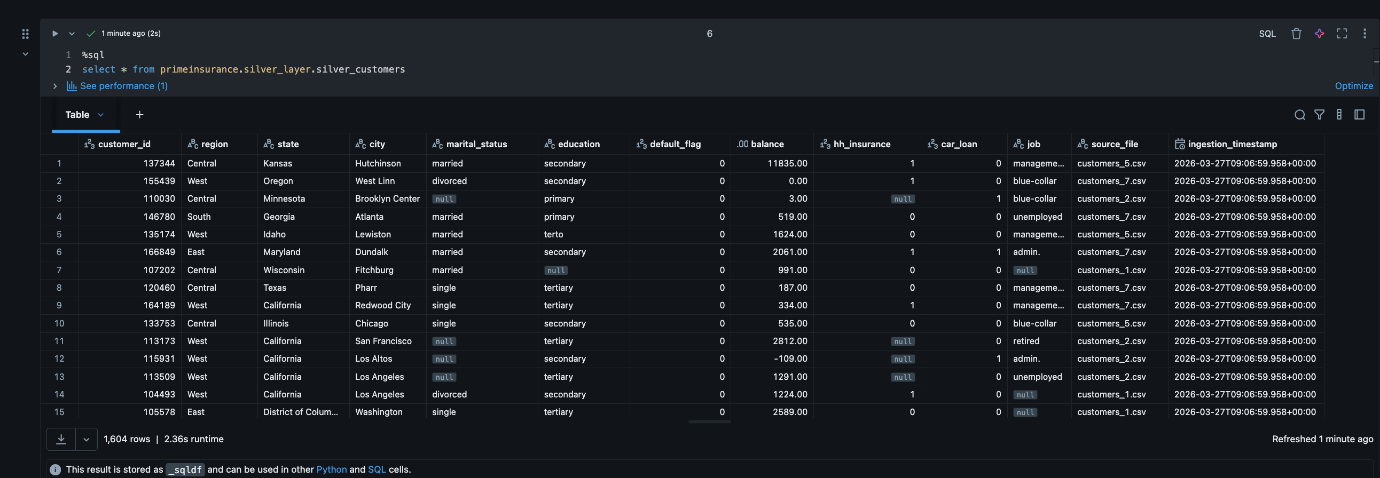 1 minute ago (2s)
6
SQL
1 %sql
2 select * from primeinsurance.silver_layer.silver_customers
See performance (1)
Optimize
Table
+
customer_id region state city marital_status education default_flag .00 balance hh_insurance car_loan job source_file ingestion_timestamp
1 137344 Central Kansas Hutchinson married secondary 0 11835.00 1 0 manageme... customers_5.csv 2026-03-27T09:06:59.958+00:00
2 155439 West Oregon West Linn divorced secondary 0 0.00 1 0 blue-collar customers_7.csv 2026-03-27T09:06:59.958+00:00
3 110030 Central Minnesota Brooklyn Center null primary 0 3.00 null 1 blue-collar customers_2.csv 2026-03-27T09:06:59.958+00:00
4 146780 South Georgia Atlanta married primary 0 519.00 0 0 unemployed customers_7.csv 2026-03-27T09:06:59.958+00:00
5 135174 West Idaho Lewiston married terto 0 1624.00 0 0 manageme... customers_5.csv 2026-03-27T09:06:59.958+00:00
6 166849 East Maryland Dundalk married secondary 0 2061.00 1 1 admin. customers_7.csv 2026-03-27T09:06:59.958+00:00
7 107202 Central Wisconsin Fitchburg married null 0 991.00 0 0 null customers_1.csv 2026-03-27T09:06:59.958+00:00
8 120460 Central Texas Pharr single tertiary 0 187.00 0 0 manageme... customers_7.csv 2026-03-27T09:06:59.958+00:00
9 164189 West California Redwood City single tertiary 0 334.00 1 0 manageme... customers_7.csv 2026-03-27T09:06:59.958+00:00
10 133753 Central Illinois Chicago single secondary 0 535.00 0 0 blue-collar customers_5.csv 2026-03-27T09:06:59.958+00:00
11 113173 West California San Francisco null tertiary 0 2812.00 null 0 retired customers_2.csv 2026-03-27T09:06:59.958+00:00
12 115931 West California Los Altos null secondary 0 -109.00 null 1 admin. customers_2.csv 2026-03-27T09:06:59.958+00:00
13 113509 West California Los Angeles null tertiary 0 1291.00 null 0 unemployed customers_2.csv 2026-03-27T09:06:59.958+00:00
14 104493 West California Los Angeles divorced secondary 0 1224.00 1 0 null customers_1.csv 2026-03-27T09:06:59.958+00:00
15 105578 East District of Colum... Washington single tertiary 0 2589.00 0 0 null customers_1.csv 2026-03-27T09:06:59.958+00:00
1,604 rows | 2.36s runtime
Refreshed 1 minute ago
This result is stored as _sqldf and can be used in other Python and SQL cells.